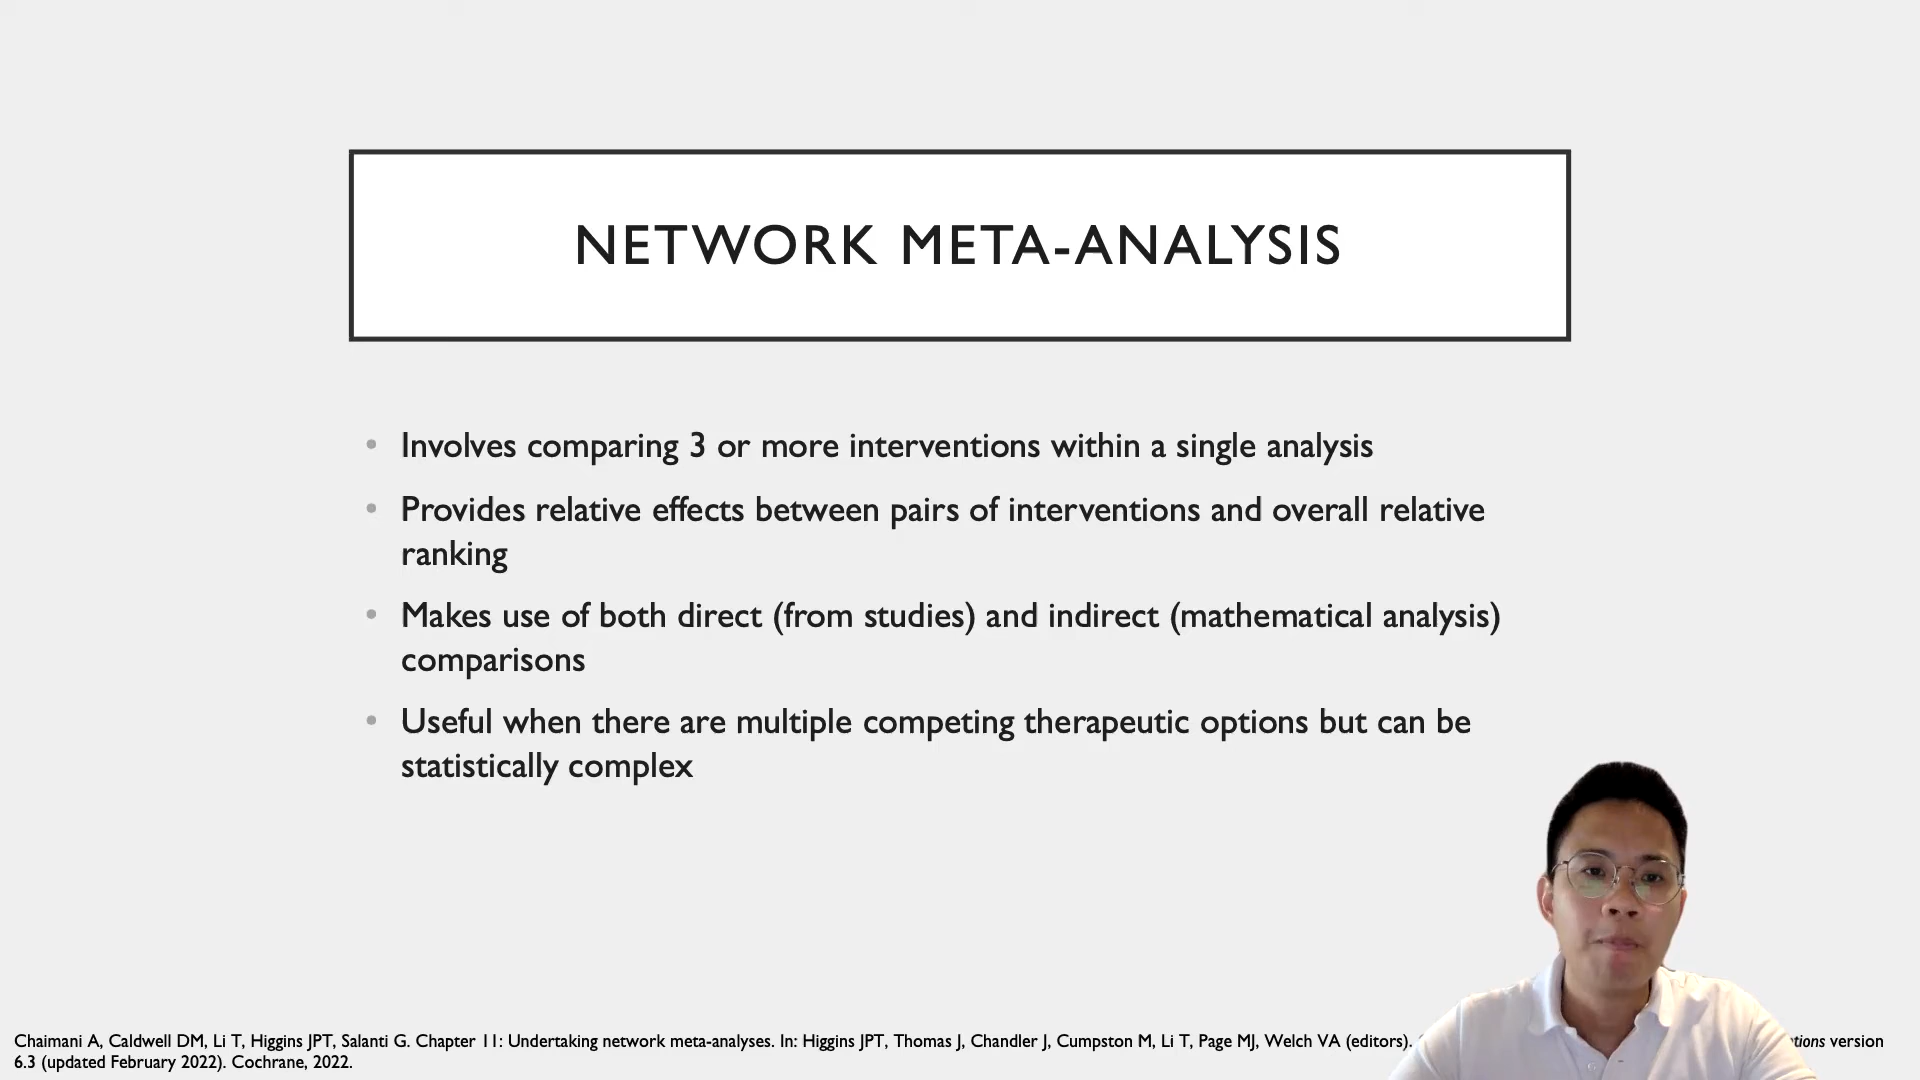 NETWORK META-ANALYSIS
• Involves comparing 3 or more interventions within a single analysis
• Provides relative effects between pairs of interventions and overall relative
ranking
• Makes use of both direct (from studies) and indirect (mathematical analysis)
comparisons
• Useful when there are multiple competing therapeutic options but can be
statistically complex
Chaimani A, Caldwell DM, Li T, Higgins JPT, Salanti G. Chapter 11: Undertaking network meta-analyses. In: Higgins JPT, Thomas J, Chandler J, Cumpston M, Li T, Page MJ, Welch VA (editors). version
6.3 (updated February 2022). Cochrane, 2022.